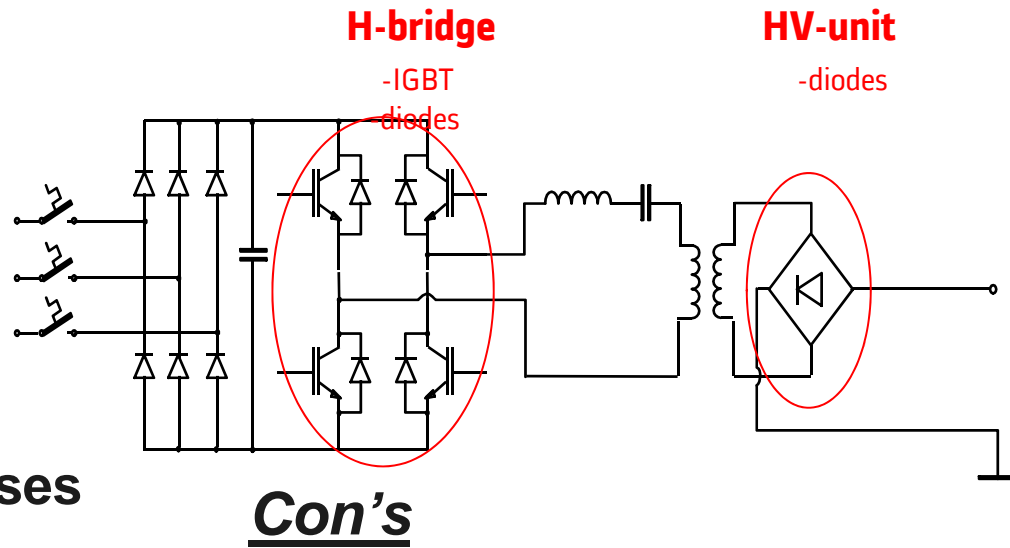 H-bridge
-IGBT
-diodes
HV-unit
-diodes
ses
Con's